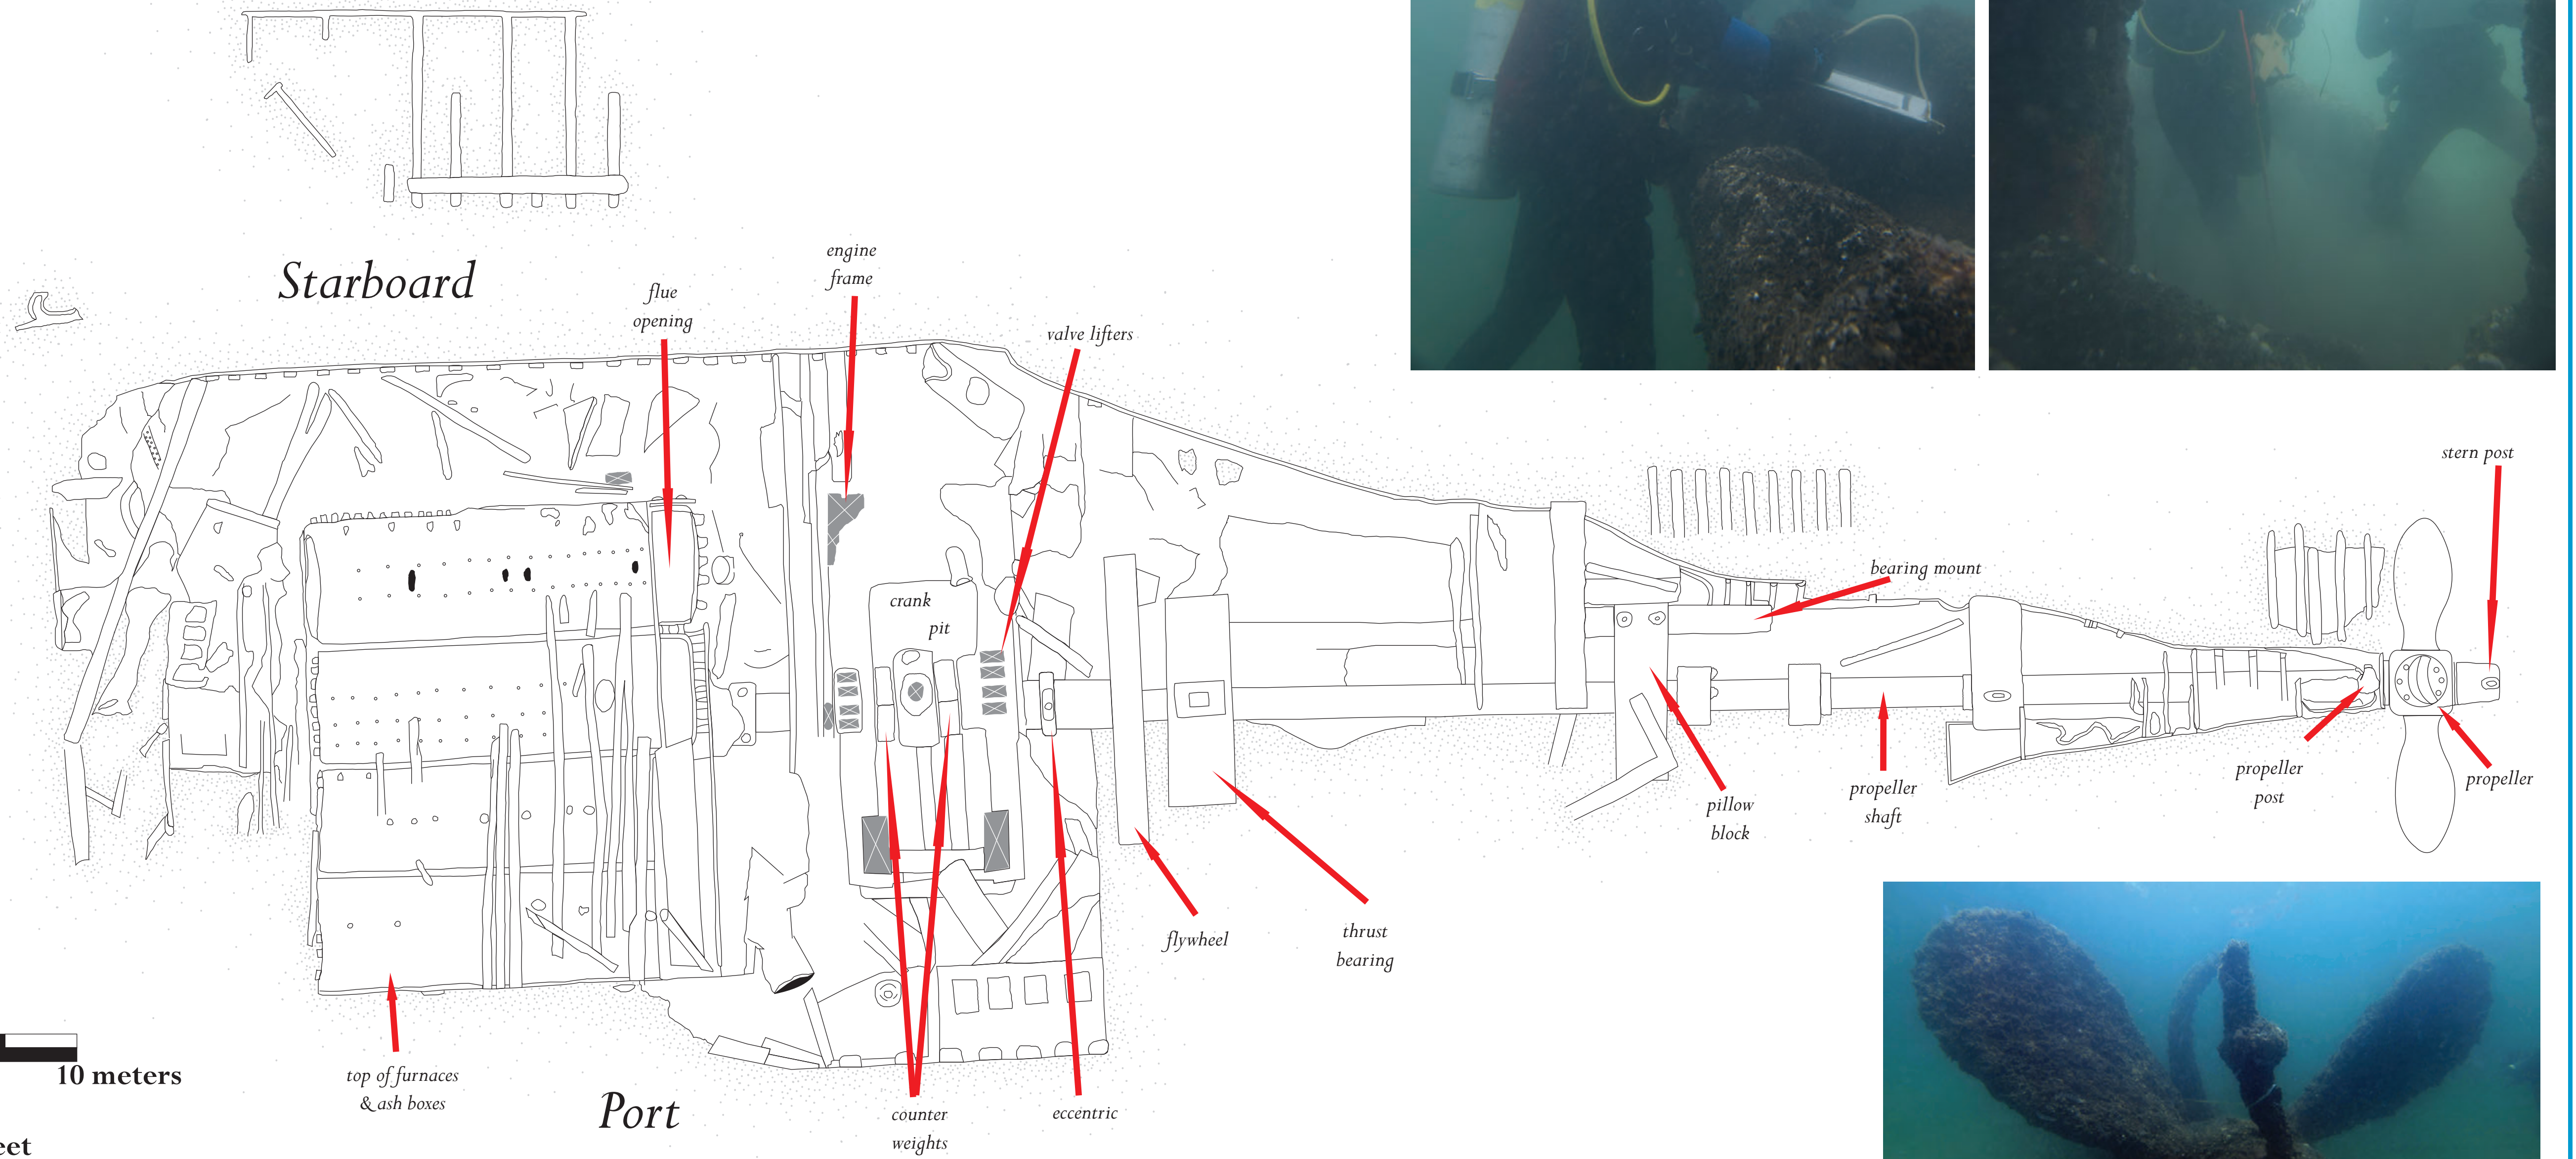 Starboard
engine
frame
flue
opening
valve lifters
stern post
bearing mount
crank
pit
propeller
post
propeller
propeller
shaft
pillow
block
flywheel
thrust
bearing
10 meters
top of furnaces
& ash boxes
Port
counter
weights
eccentric
eet